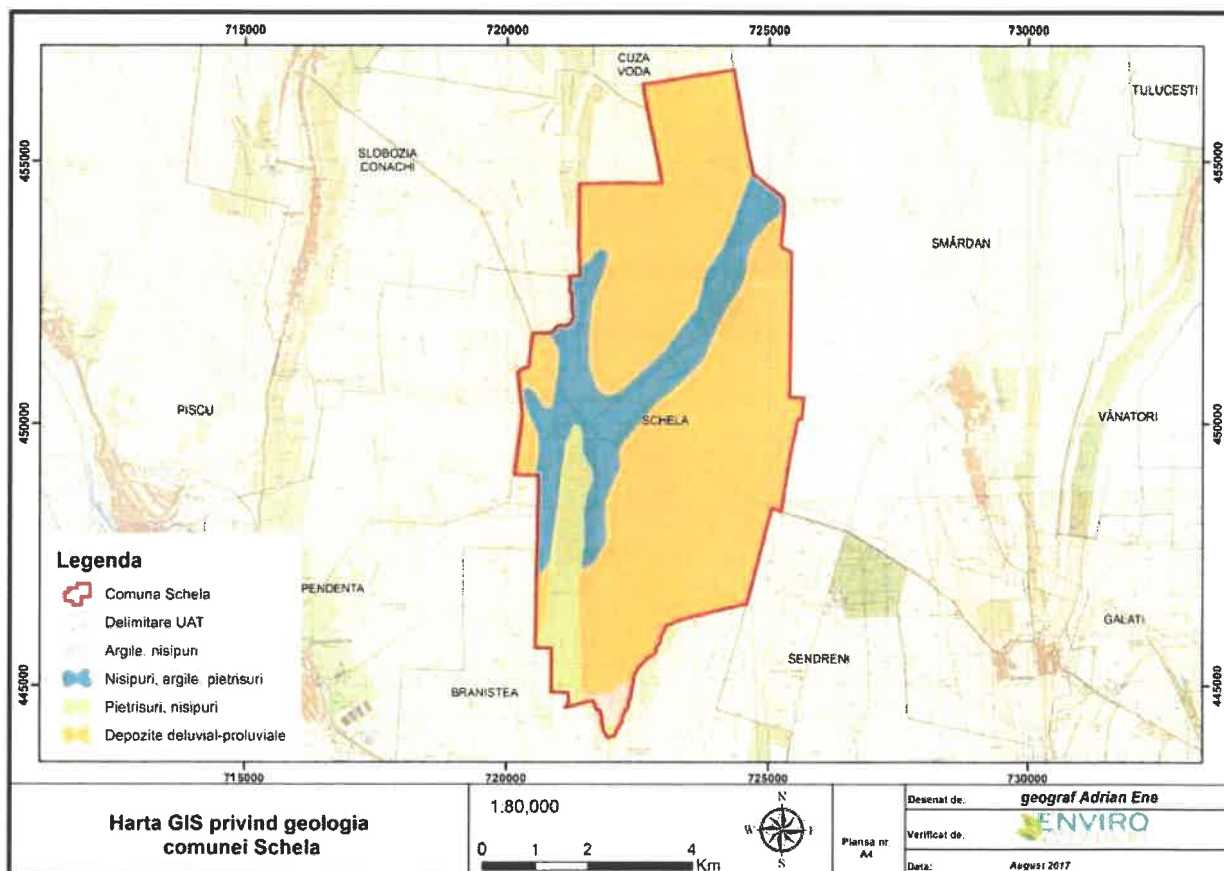 715000 720000 725000 730000
CUZA
VODA
TULUCESTI
455000
SLOBOZIA
CONACHI
455000
SMÂRDAN
PISCU
450000
SCHELA
VÂNATORI
450000
Legenda
Comuna Schela
Delimitare UAT
Argile, nisipuri
Nisipuri, argile, pietrisuri
Pietrisuri, nisipuri
Depozite deluvial-proluviale
PENDENTA
GALATI
SENDRENI
BRANISTEA
445000
445000
715000 720000 725000 730000
Harta GIS privind geologia
comunei Schela
1:80,000
0 1 2 4
Km
N
W E
S
Plansa nr.
A4
Desenat de: geograf Adrian Ene
Verificat de: ENVIRO
Data: August 2017